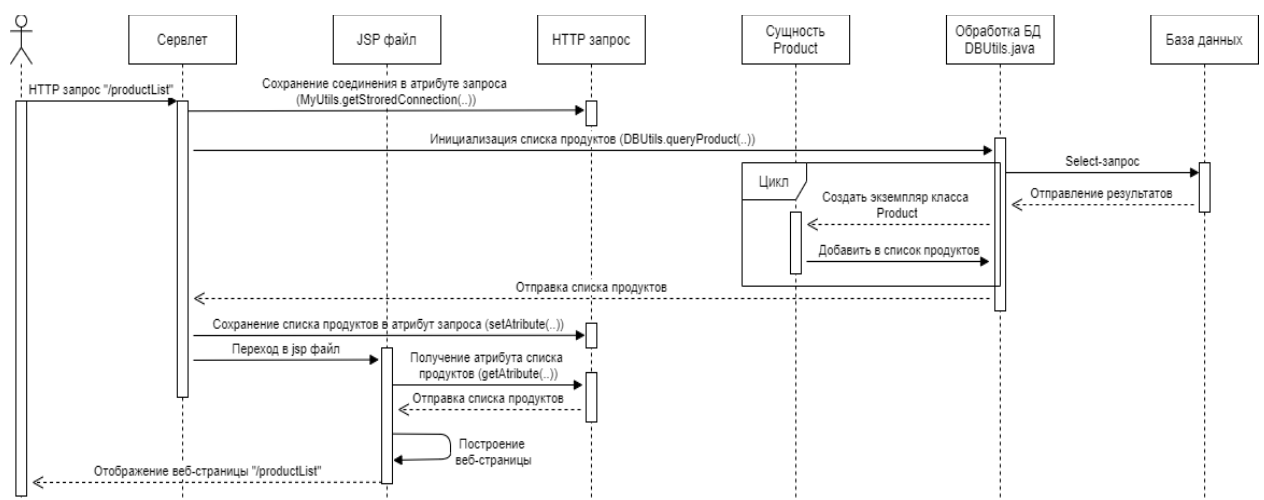 Сервлет
JSP файл
HTTP запрос
Сущность
Product
Обработка БД
DBUtils.java
База данных
HTTP запрос "/productList"
Сохранение соединения в атрибуте запроса
(MyUtils.getStroredConnection(..))
Инициализация списка продуктов (DBUtils.queryProduct(..))
Select-запрос
Цикл
Отправление результатов
Создать экземпляр класса
Product
Добавить в список продуктов
Отправка списка продуктов
Сохранение списка продуктов в атрибут запроса (setAtribute(..))
Переход в jsp файл
Получение атрибута списка
продуктов (getAtribute(..))
Отправка списка продуктов
Построение
веб-страницы
Отображение веб-страницы "/productList"